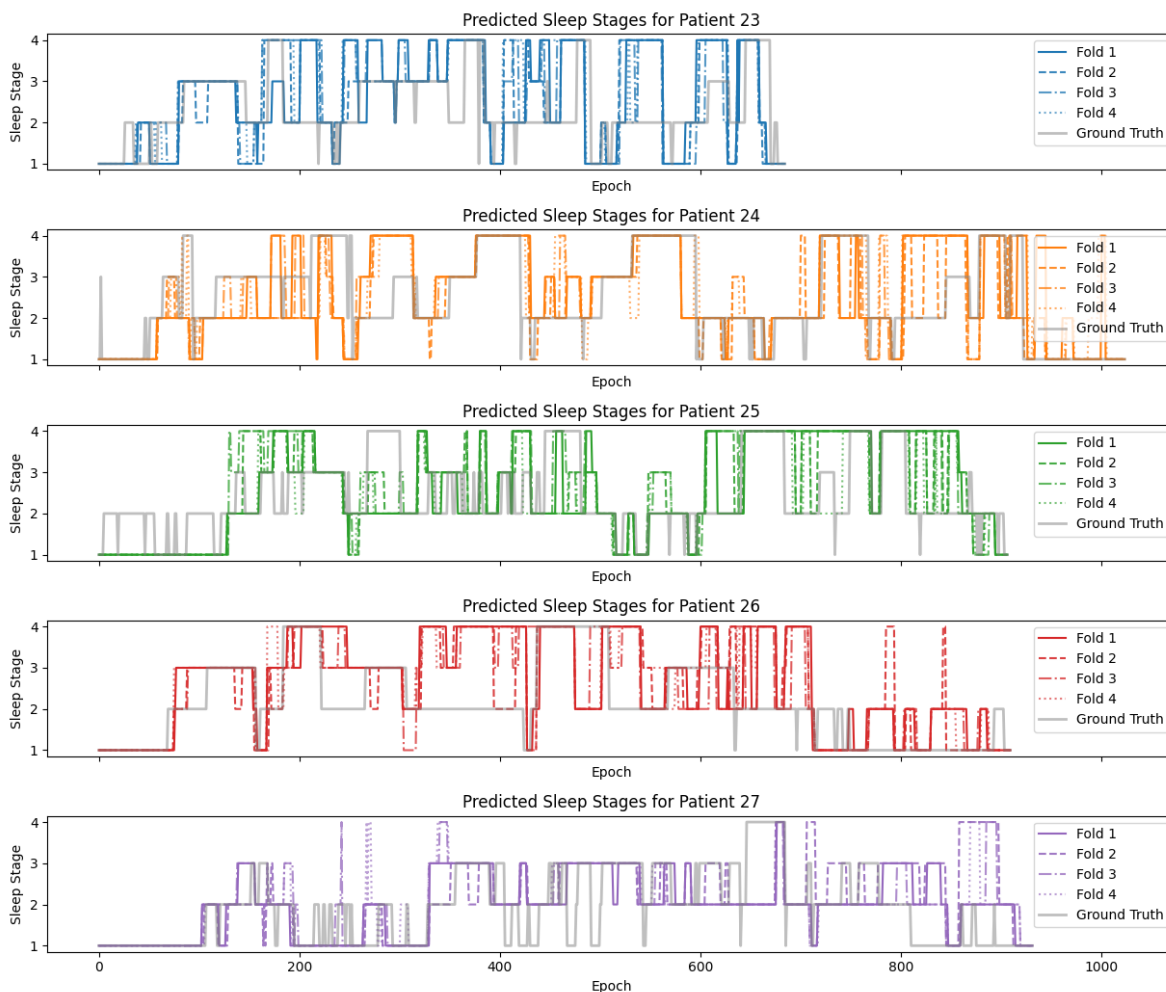 Predicted Sleep Stages for Patient 23
4
3
2
1
Sleep Stage
Epoch
Fold 1
Fold 2
Fold 3
Fold 4
Ground Truth
Predicted Sleep Stages for Patient 24
4
3
2
1
Sleep Stage
Epoch
Fold 1
Fold 2
Fold 3
Fold 4
Ground Truth
Predicted Sleep Stages for Patient 25
4
3
2
1
Sleep Stage
Epoch
Fold 1
Fold 2
Fold 3
Fold 4
Ground Truth
Predicted Sleep Stages for Patient 26
4
3
2
1
Sleep Stage
Epoch
Fold 1
Fold 2
Fold 3
Fold 4
Ground Truth
Predicted Sleep Stages for Patient 27
4
3
2
1
Sleep Stage
0 200 400 600 800 1000
Epoch
Fold 1
Fold 2
Fold 3
Fold 4
Ground Truth